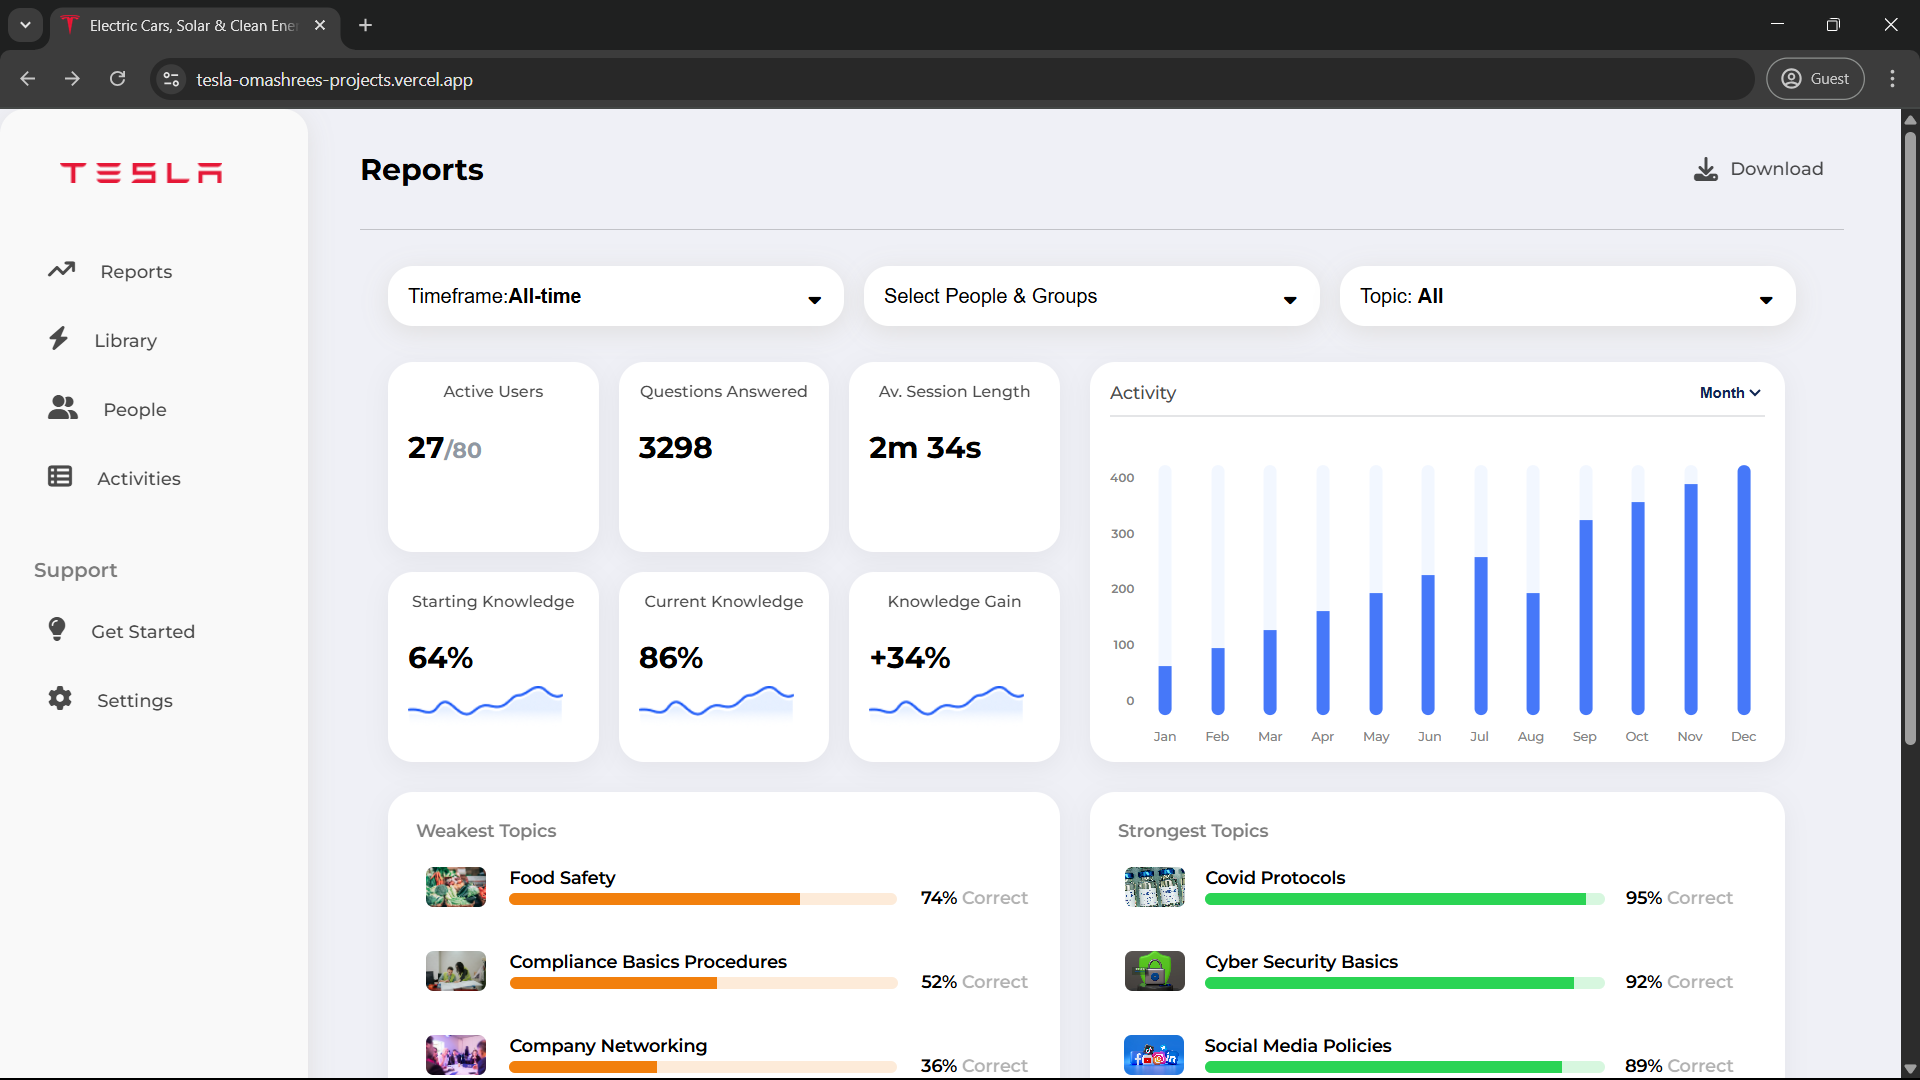 Electric Cars, Solar & Clean Ene
tesla-omashrees-projects.vercel.app
Guest
TESLA
Reports
Library
People
Activities
Support
Get Started
Settings
Reports
Download
Timeframe:All-time
Select People & Groups
Topic: All
Active Users
27/80
Questions Answered
3298
Av. Session Length
2m 34s
Starting Knowledge
64%
Current Knowledge
86%
Knowledge Gain
+34%
Activity
Month
400
300
200
100
0
Jan Feb Mar Apr May Jun Jul Aug Sep Oct Nov Dec
Weakest Topics
Food Safety
74% Correct
Compliance Basics Procedures
52% Correct
Company Networking
36% Correct
Strongest Topics
Covid Protocols
95% Correct
Cyber Security Basics
92% Correct
Social Media Policies
89% Correct